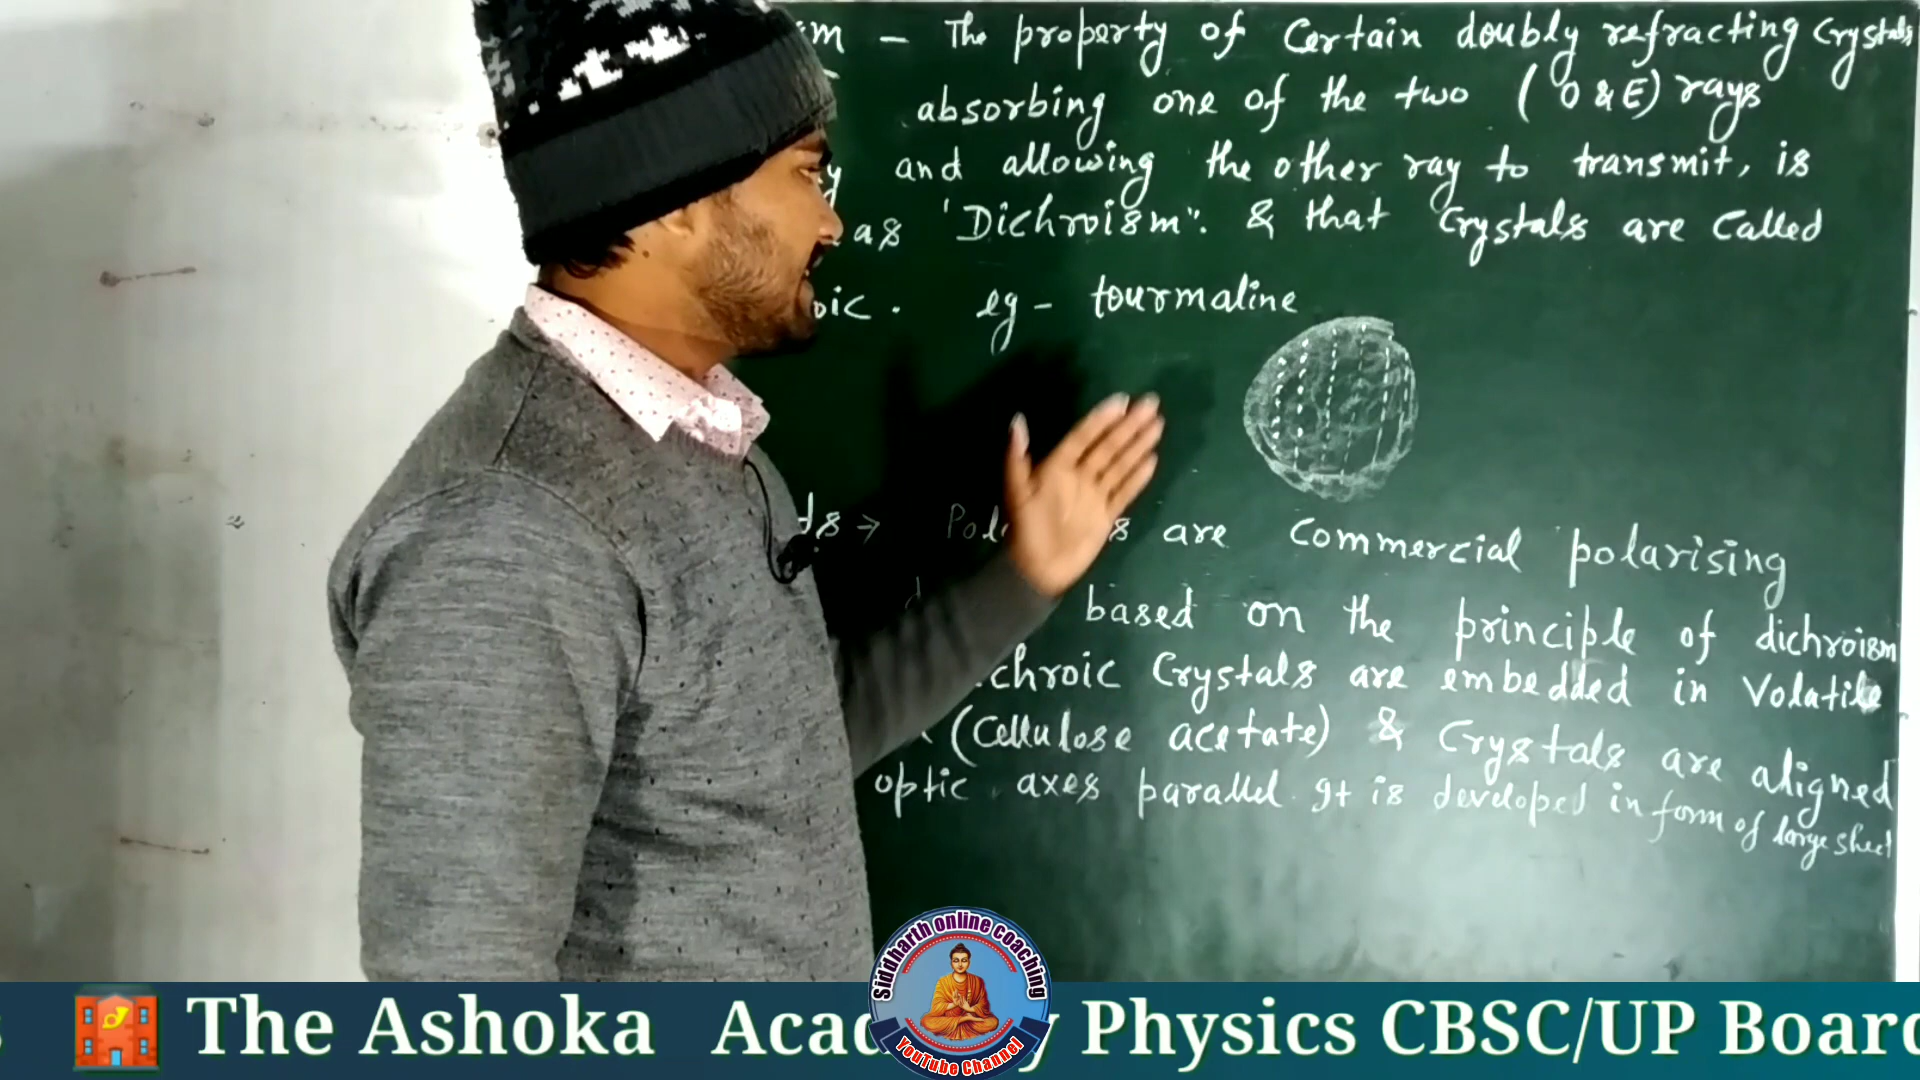 sm – The property of Certain doubly refracting Crystals
absorbing one of the two (O & E) rays
y and allowing the other ray to transmit, is
as 'Dichroism". & that Crystals are Called
oic. eg – tourmaline
ds → are commercial polarising
based on the principle of dichroism
chroic Crystals are embedded in Volatile
(Cellulose acetate) & Crystals are aligned
optic axes parallel. It is developed in form of large sheet
Siddharth online coaching
YouTube Channel
The Ashoka Acad y Physics CBSC/UP Board